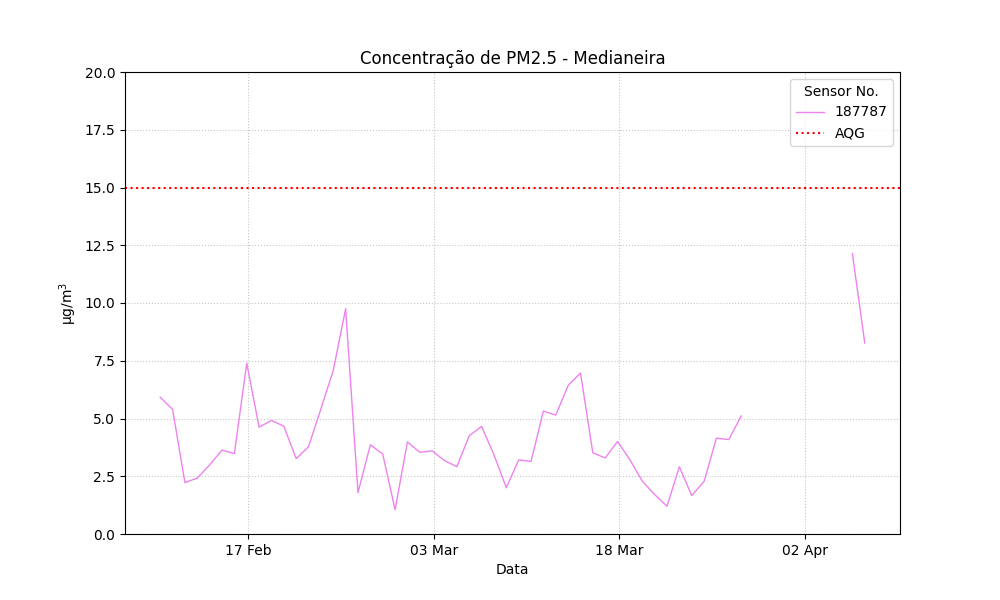 Concentração de PM2.5 - Medianeira
Sensor No.
187787
AQG
20.0
17.5
15.0
12.5
10.0
7.5
5.0
2.5
0.0
µg/m³
17 Feb
03 Mar
18 Mar
02 Apr
Data